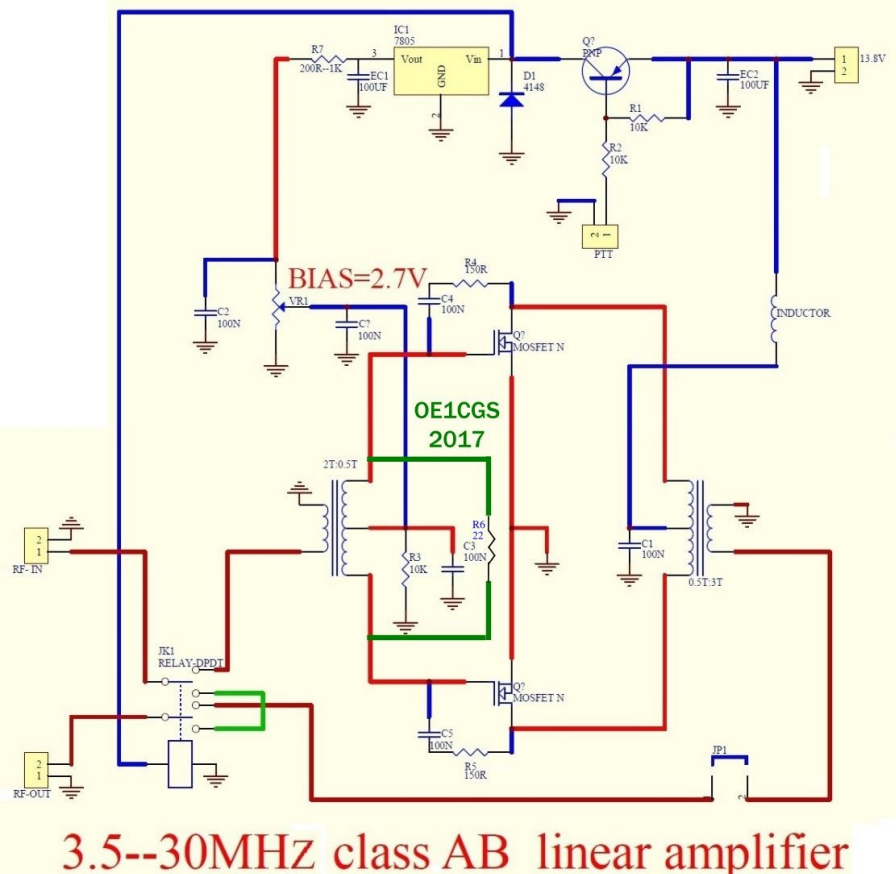 IC1
7805
R7
200R--1K
3
Vout
Vin
1
GND
2
EC1
100UF
D1
4148
Q?
PNP
R1
10K
R2
10K
EC2
100UF
1
2
13.8V
2
1
PTT
BIAS=2.7V
VR1
C2
100N
C?
100N
R4
150R
C4
100N
Q?
MOSFET N
INDUCTOR
OE1CGS
2017
2T:0.5T
R6
22
C3
100N
R3
10K
C1
100N
0.5T:3T
2
1
RF- IN
JK1
RELAY-DPDT
Q?
MOSFET N
C5
100N
R5
150R
JP1
1
2
2
1
RF-OUT
3.5--30MHz class AB linear amplifier